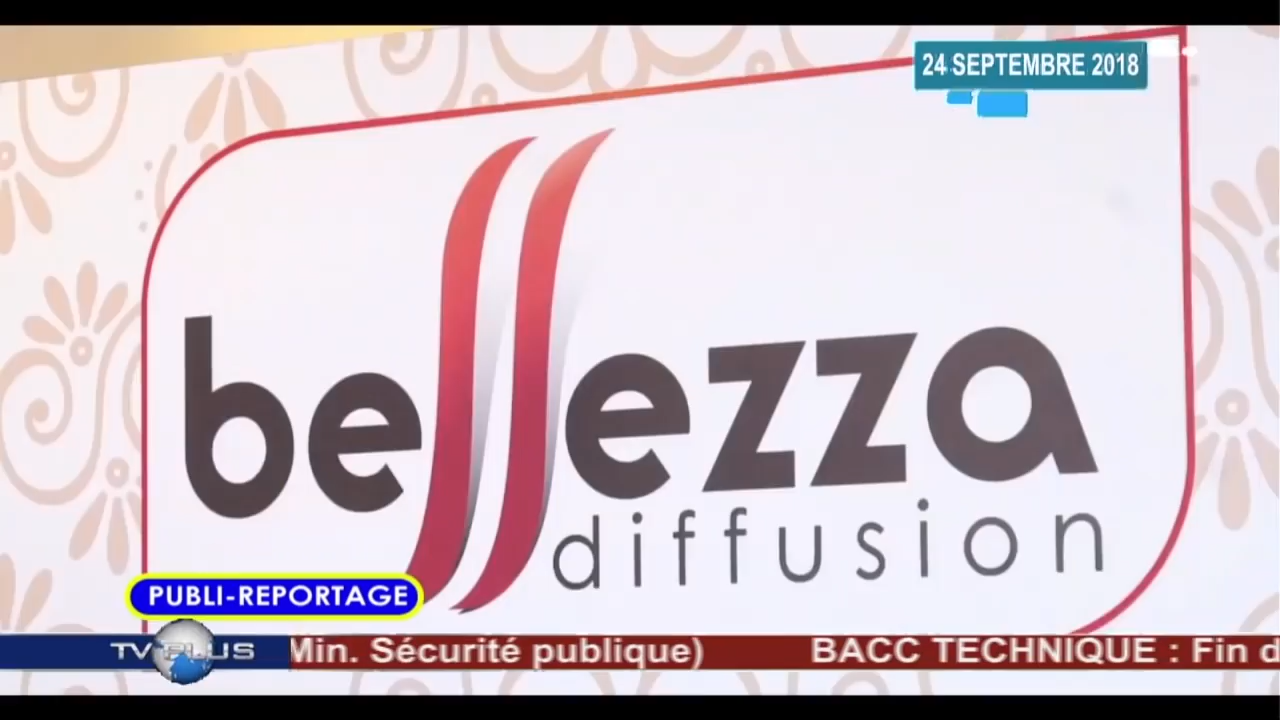 24 SEPTEMBRE 2018
bellezza
diffusion
PUBLI-REPORTAGE
TV PLUS
Min. Sécurité publique) BACC TECHNIQUE : Fin d